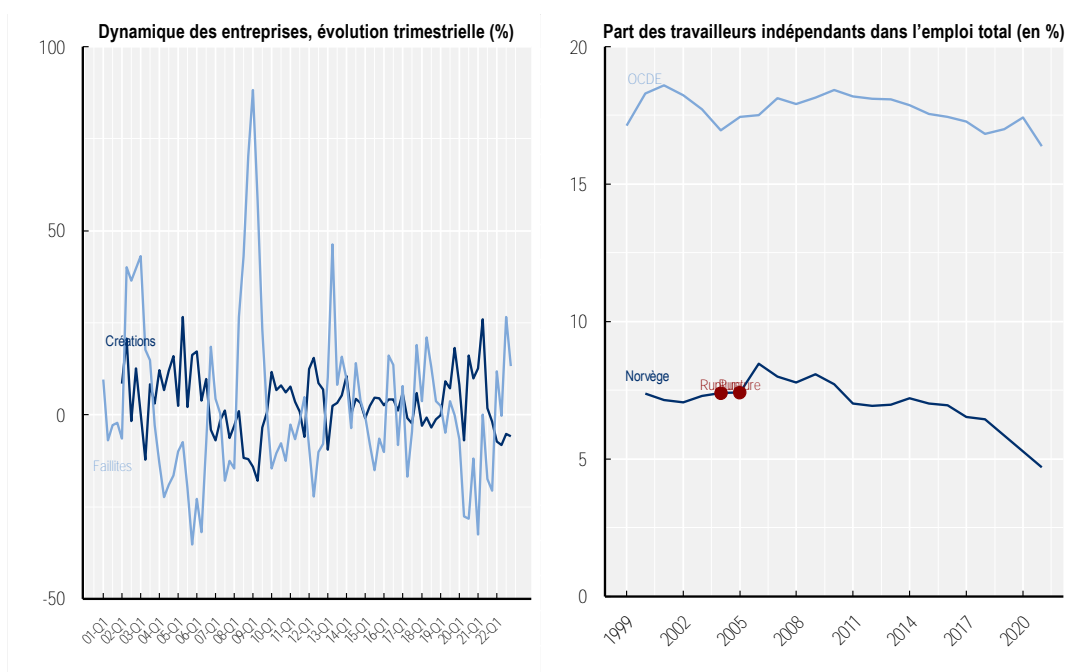 Dynamique des entreprises, évolution trimestrielle (%)
100
50
0
-50
Créations
Faillites
01-Q1
02-Q1
03-Q1
04-Q1
05-Q1
06-Q1
07-Q1
08-Q1
09-Q1
10-Q1
11-Q1
12-Q1
13-Q1
14-Q1
15-Q1
16-Q1
17-Q1
18-Q1
19-Q1
20-Q1
21-Q1
22-Q1
Part des travailleurs indépendants dans l’emploi total (en %)
20
15
10
5
0
OCDE
Norvège
Rupture
Rupture
1999
2002
2005
2008
2011
2014
2017
2020